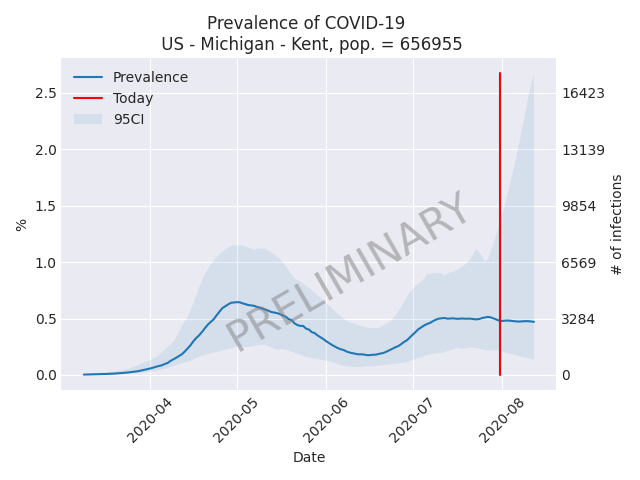 Prevalence of COVID-19
US - Michigan - Kent, pop. = 656955
Prevalence
Today
95CI
2.5
2.0
1.5
1.0
0.5
0.0
%
16423
13139
9854
6569
3284
0
# of infections
PRELIMINARY
2020-04
2020-05
2020-06
2020-07
2020-08
Date